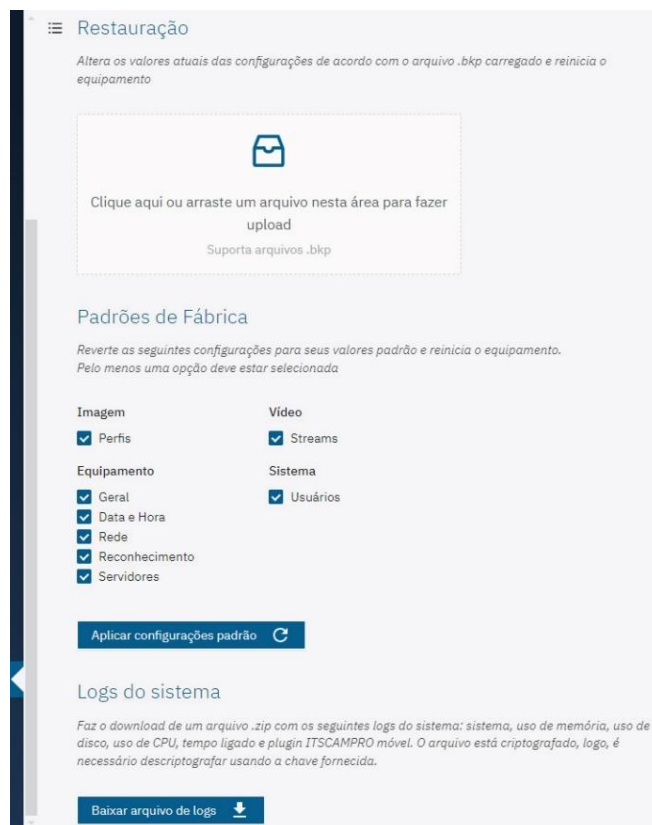 Restauração
Altera os valores atuais das configurações de acordo com o arquivo .bkp carregado e reinicia o
equipamento
Clique aqui ou arraste um arquivo nesta área para fazer
upload
Suporta arquivos .bkp
Padrões de Fábrica
Reverte as seguintes configurações para seus valores padrão e reinicia o equipamento.
Pelo menos uma opção deve estar selecionada
Imagem
Perfis
Vídeo
Streams
Equipamento
Geral
Data e Hora
Rede
Reconhecimento
Servidores
Sistema
Usuários
Aplicar configurações padrão
Logs do sistema
Faz o download de um arquivo .zip com os seguintes logs do sistema: sistema, uso de memória, uso de
disco, uso de CPU, tempo ligado e plugin ITSCAMPRO móvel. O arquivo está criptografado, logo, é
necessário descriptografar usando a chave fornecida.
Baixar arquivo de logs